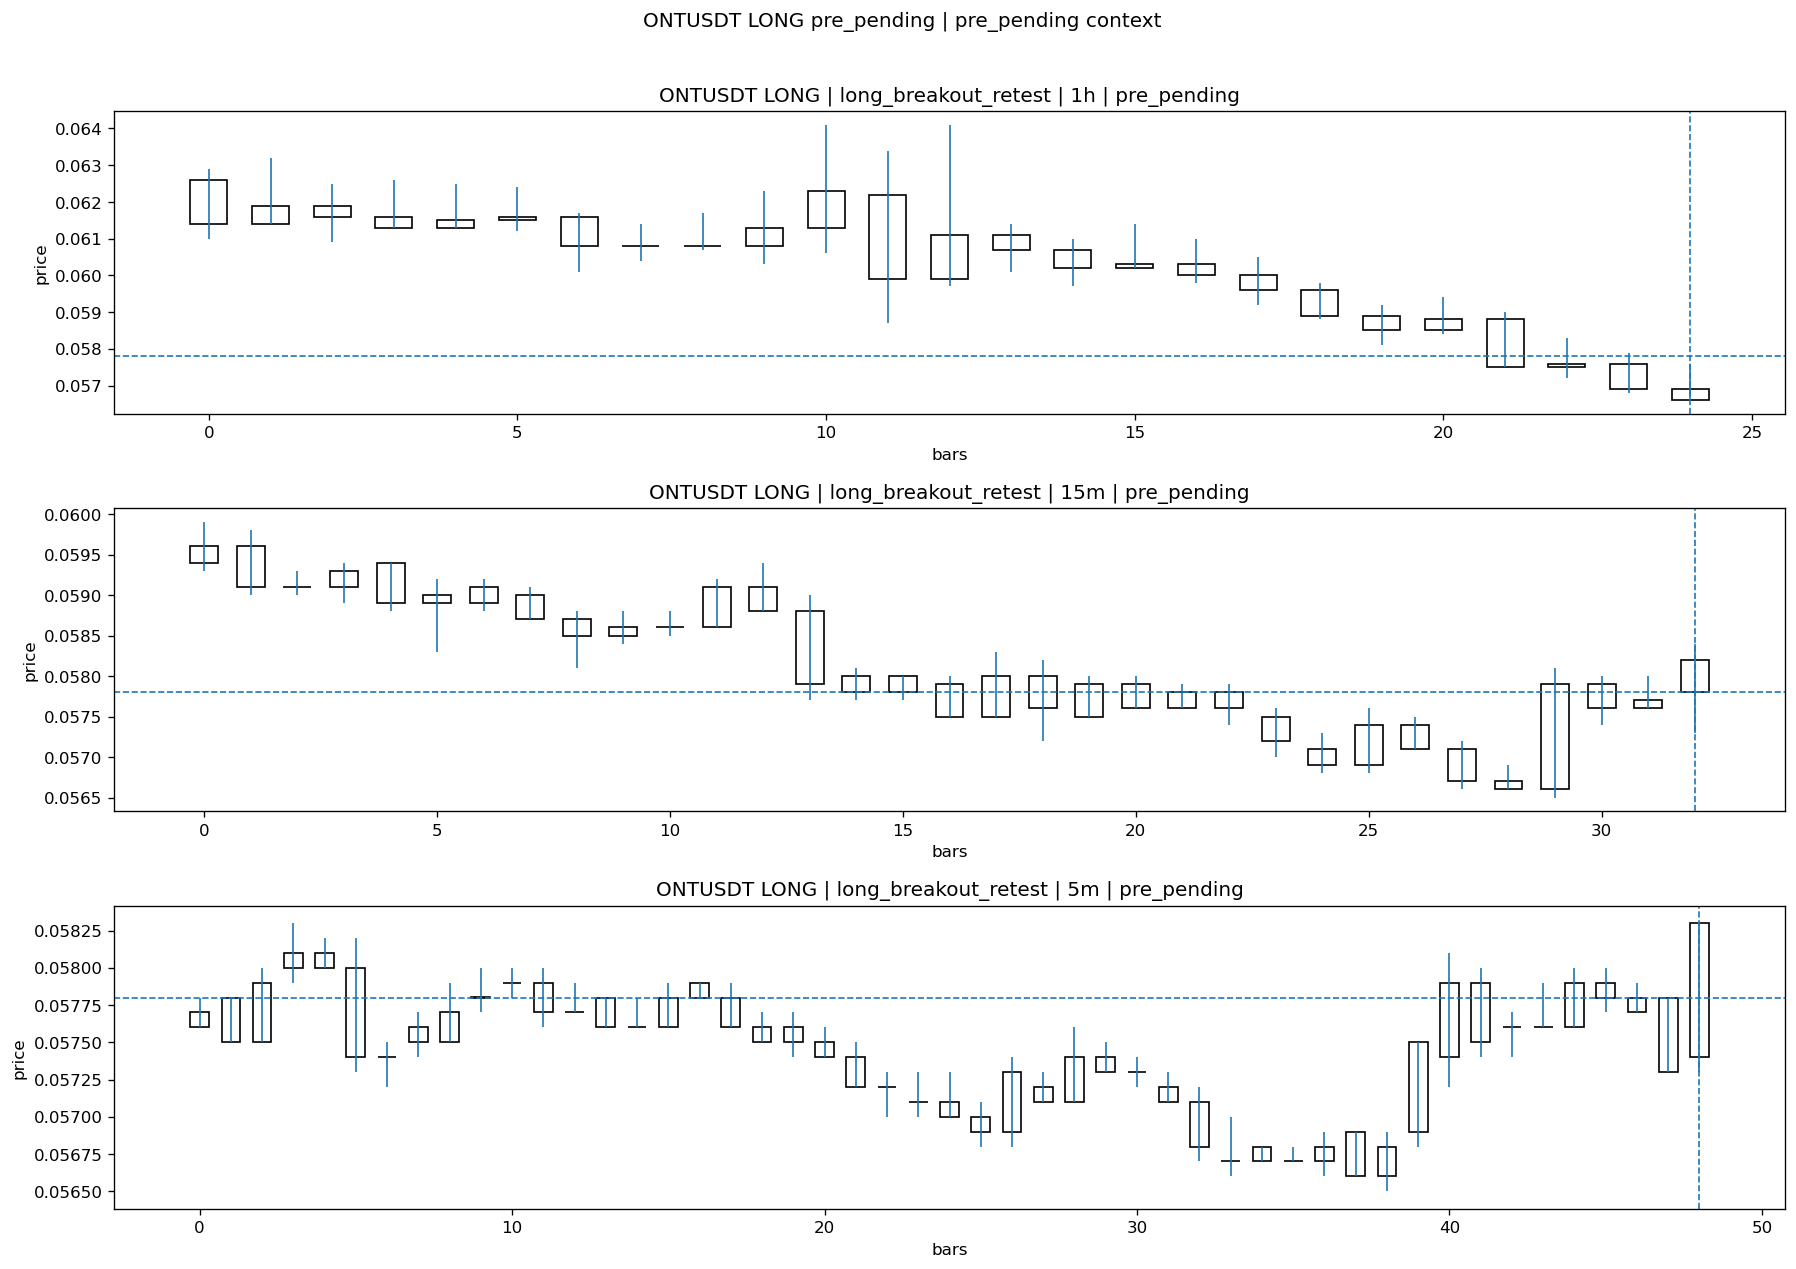 ONTUSDT LONG pre_pending | pre_pending context
ONTUSDT LONG | long_breakout_retest | 1h | pre_pending
price
0.064
0.063
0.062
0.061
0.060
0.059
0.058
0.057
0 5 10 15 20 25
bars
ONTUSDT LONG | long_breakout_retest | 15m | pre_pending
price
0.0600
0.0595
0.0590
0.0585
0.0580
0.0575
0.0570
0.0565
0 5 10 15 20 25 30
bars
ONTUSDT LONG | long_breakout_retest | 5m | pre_pending
price
0.05825
0.05800
0.05775
0.05750
0.05725
0.05700
0.05675
0.05650
0 10 20 30 40 50
bars